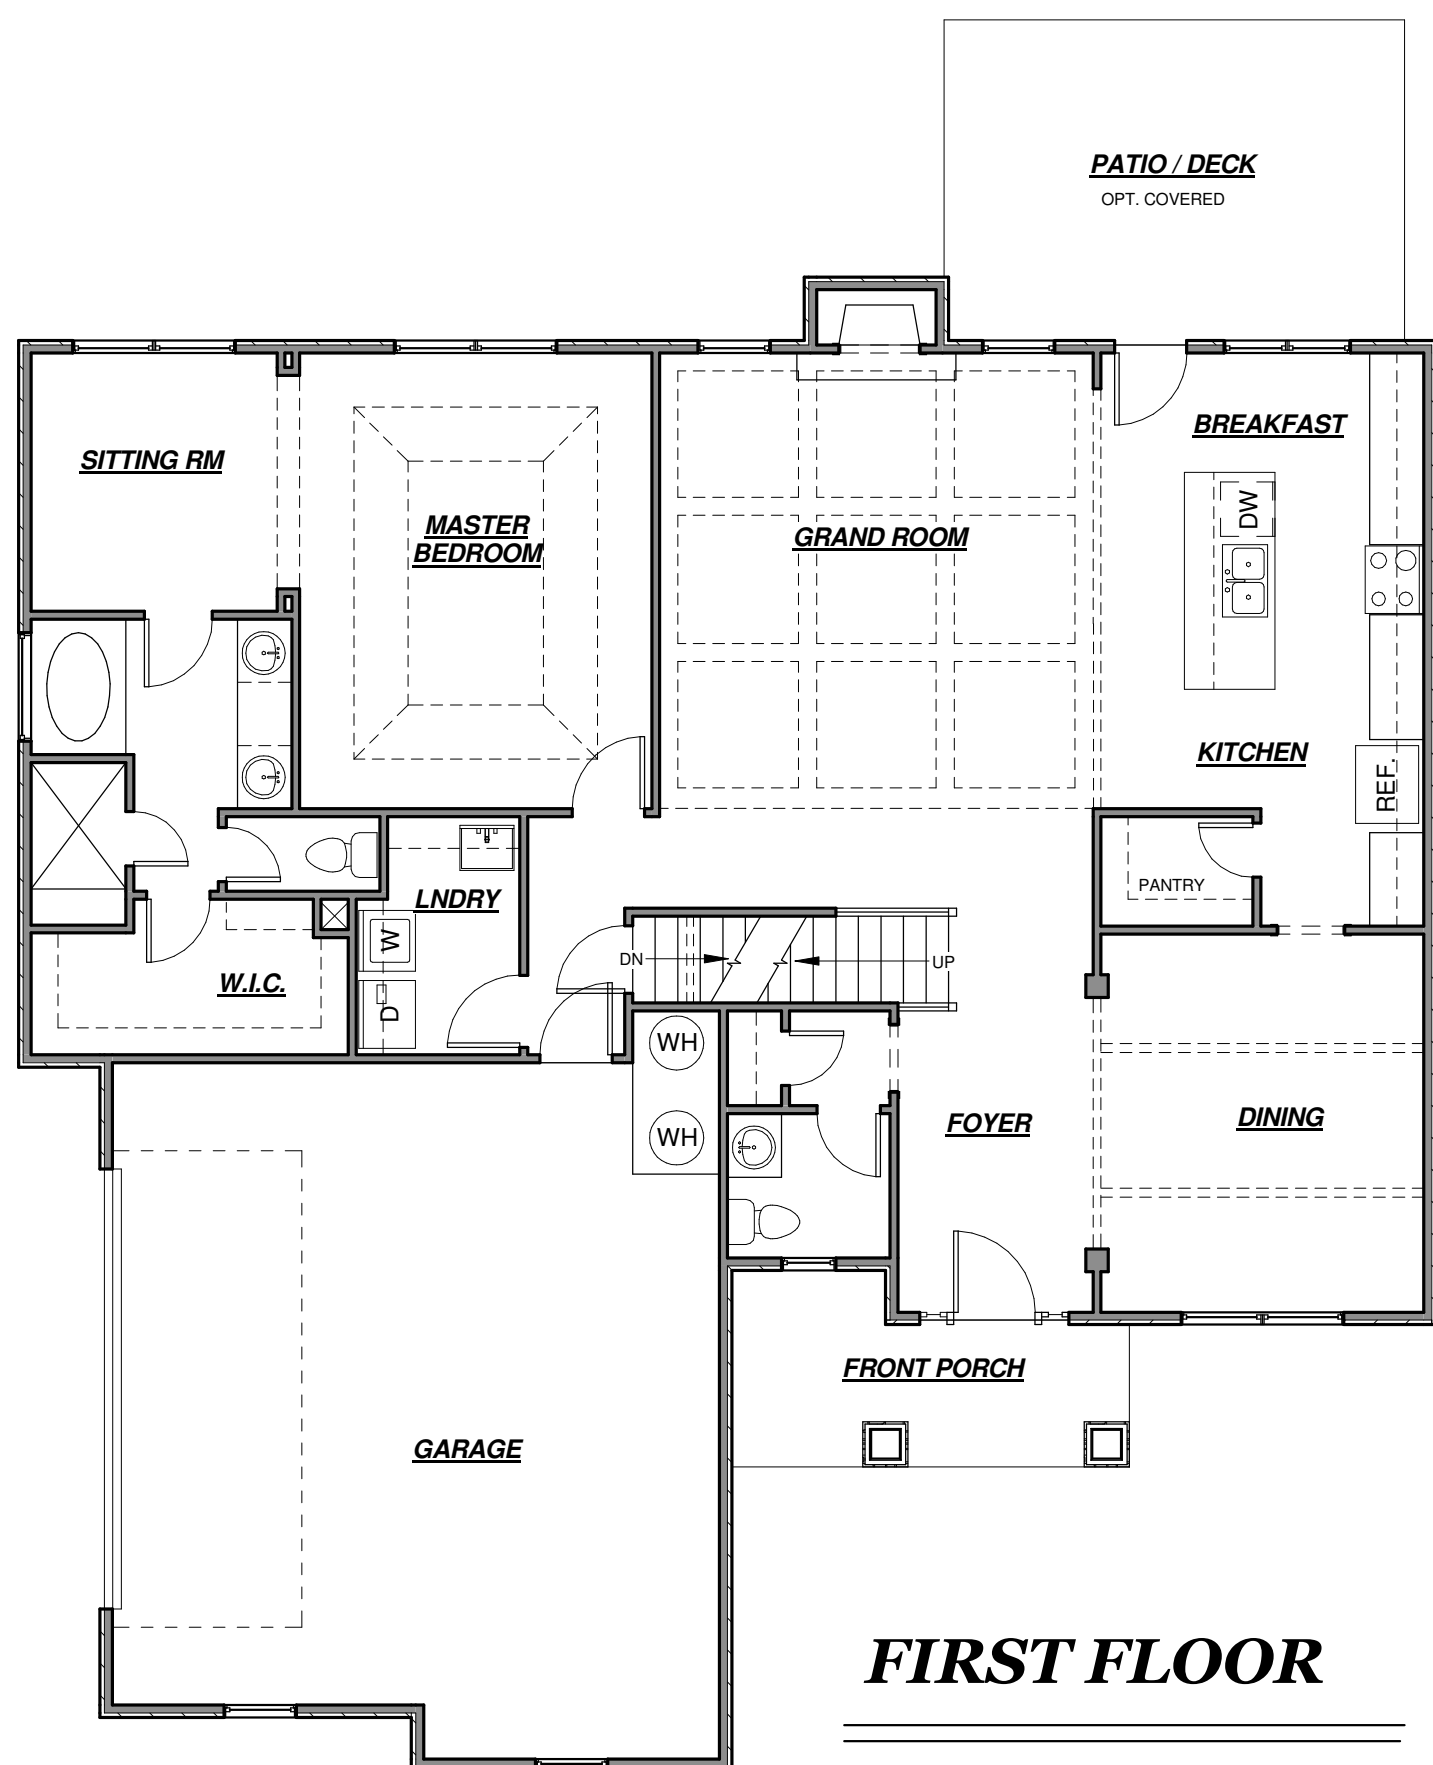 PATIO / DECK
OPT. COVERED
BREAKFAST
SITTING RM
MASTER
BEDROOM
GRAND ROOM
DW
KITCHEN
REF.
PANTRY
LNDRY
W
DN
UP
W.I.C.
D
WH
WH
FOYER
DINING
FRONT PORCH
GARAGE
FIRST FLOOR